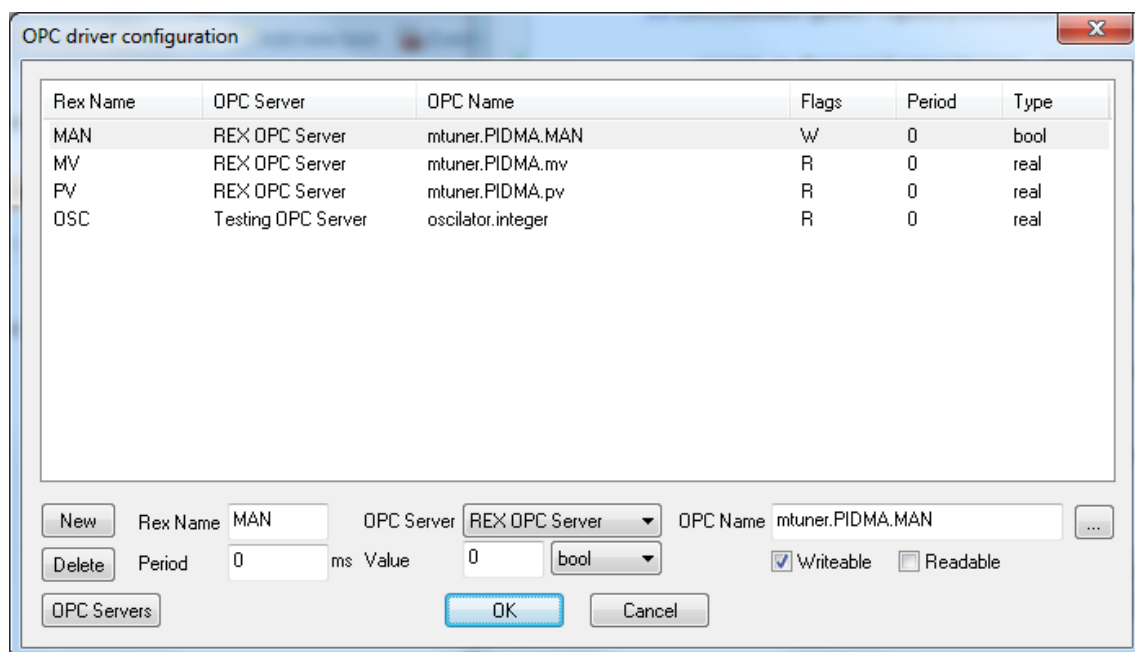 OPC driver configuration
Rex Name OPC Server OPC Name Flags Period Type
MAN REX OPC Server mtuner.PIDMA.MAN W 0 bool
MV REX OPC Server mtuner.PIDMA.mv R 0 real
PV REX OPC Server mtuner.PIDMA.pv R 0 real
OSC Testing OPC Server oscilator.integer R 0 real
New Rex Name MAN OPC Server REX OPC Server OPC Name mtuner.PIDMA.MAN ...
Delete Period 0 ms Value 0 bool Writeable Readable
OPC Servers OK Cancel